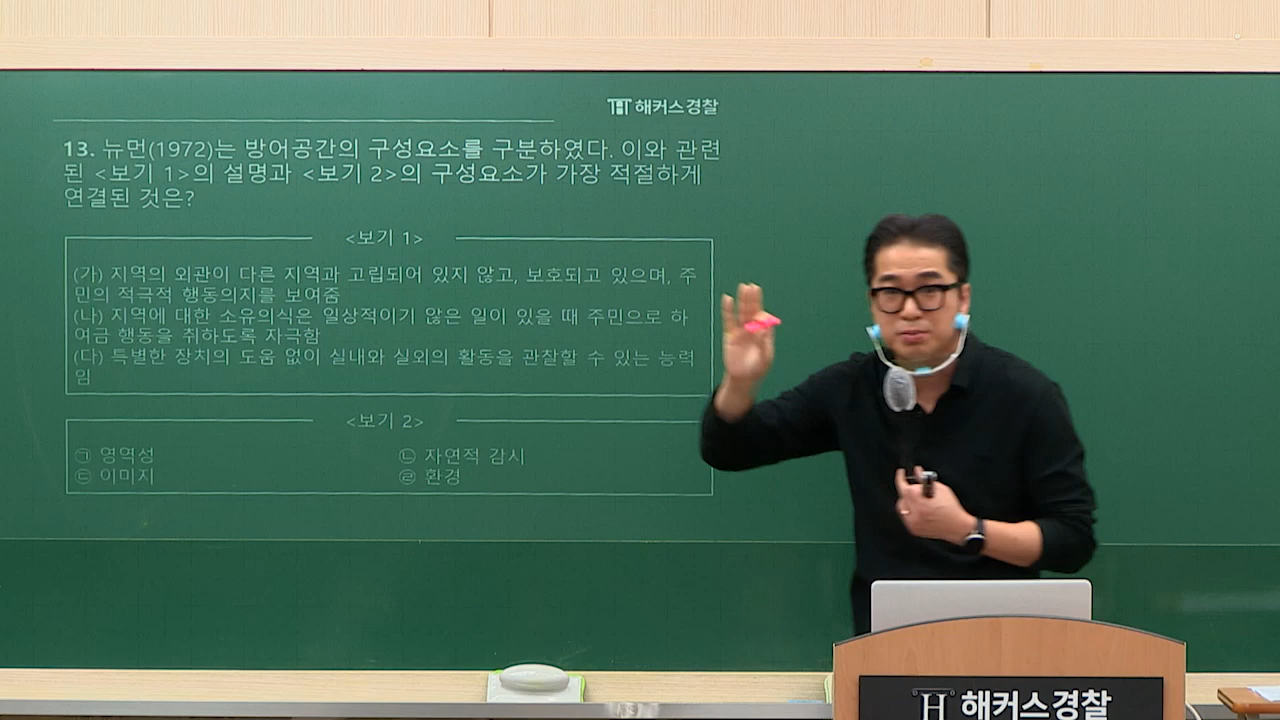 해커스경찰
13. 뉴먼(1972)는 방어공간의 구성요소를 구분하였다. 이와 관련
된 <보기 1>의 설명과 <보기 2>의 구성요소가 가장 적절하게
연결된 것은?
<보기 1>
(가) 지역의 외관이 다른 지역과 고립되어 있지 않고, 보호되고 있으며, 주
민의 적극적 행동의지를 보여줌
(나) 지역에 대한 소유의식은 일상적이기 않은 일이 있을 때 주민으로 하
여금 행동을 취하도록 자극함
(다) 특별한 장치의 도움 없이 실내와 실외의 활동을 관찰할 수 있는 능력
임
<보기 2>
㉠ 영역성 ㉡ 자연적 감시
㉢ 이미지 ㉣ 환경
H 해커스경찰